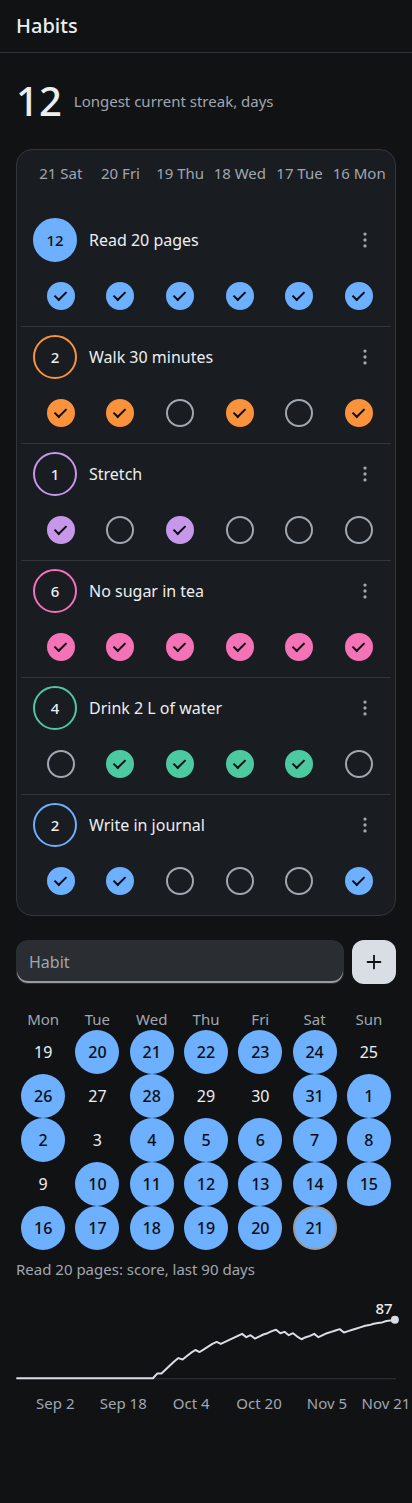 Habits
12 Longest current streak, days
21 Sat 20 Fri 19 Thu 18 Wed 17 Tue 16 Mon
12 Read 20 pages
2 Walk 30 minutes
1 Stretch
6 No sugar in tea
4 Drink 2 L of water
2 Write in journal
Habit
Mon Tue Wed Thu Fri Sat Sun
19 20 21 22 23 24 25
26 27 28 29 30 31 1
2 3 4 5 6 7 8
9 10 11 12 13 14 15
16 17 18 19 20 21
Read 20 pages: score, last 90 days
87
Sep 2 Sep 18 Oct 4 Oct 20 Nov 5 Nov 21